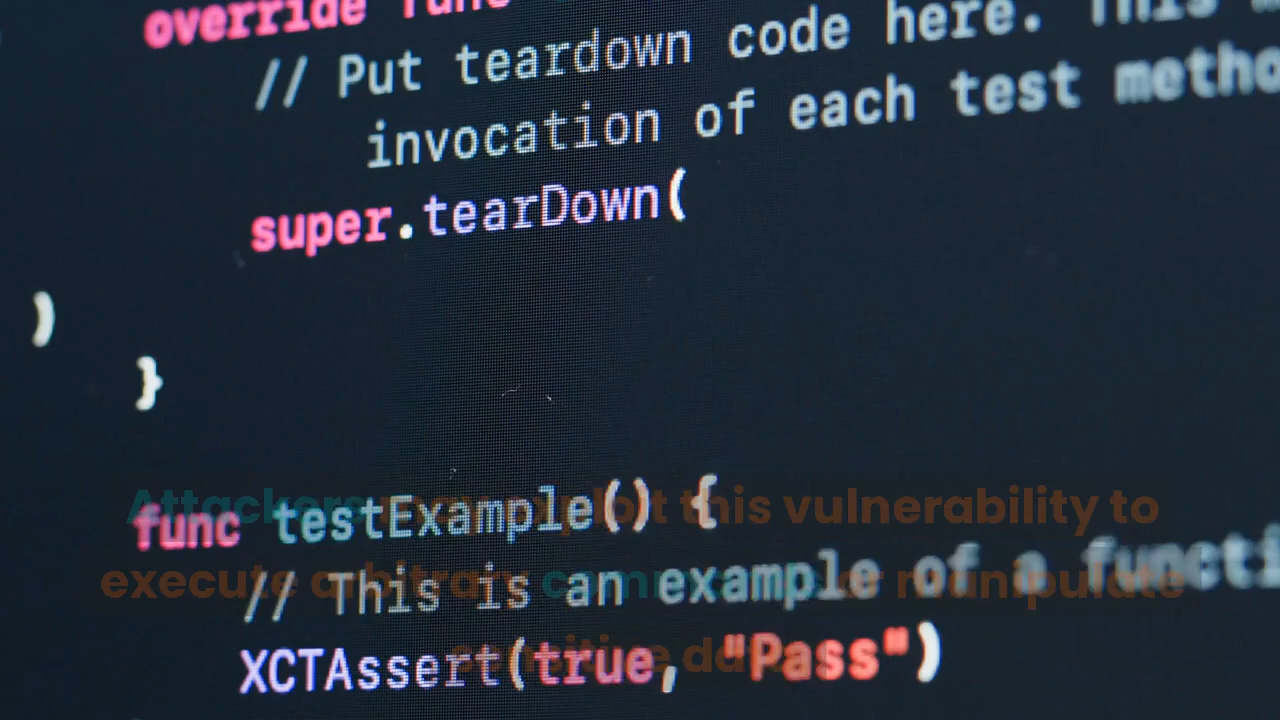 override func
// Put teardown code here. This
invocation of each test metho
super.tearDown(
)
}
func testExample() {
// This is an example of a functi
XCTAssert(true, "Pass")
Attackers may exploit this vulnerability to
execute arbitrary commands or manipulate
sensitive data